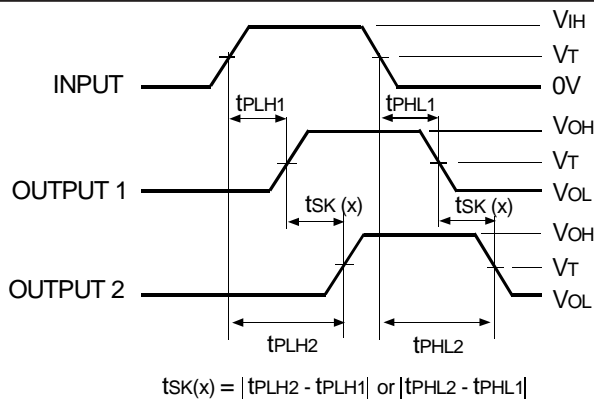 VIH
VT
INPUT
0V
tPLH1
tPHL1
VOH
VT
OUTPUT 1
VOL
tSK (x)
tSK (x)
VOH
VT
OUTPUT 2
VOL
tPLH2
tPHL2
tSK(x) = |tPLH2 - tPLH1| or |tPHL2 - tPHL1|